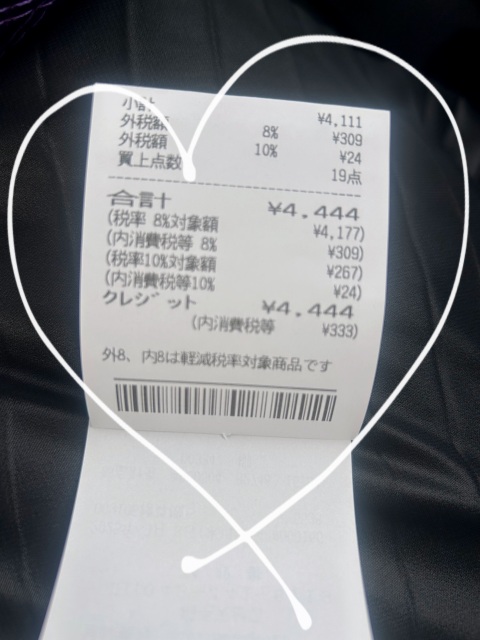 小計 ¥4,111
外税額 8% ¥309
外税額 10% ¥24
買上点数 19点
合計 ¥4,444
(税率 8%対象額 ¥4,177)
(内消費税等 8% ¥309)
(税率10%対象額 ¥267)
(内消費税等10% ¥24)
クレジット ¥4,444
(内消費税等 ¥333)
外8、内8は軽減税率対象商品です